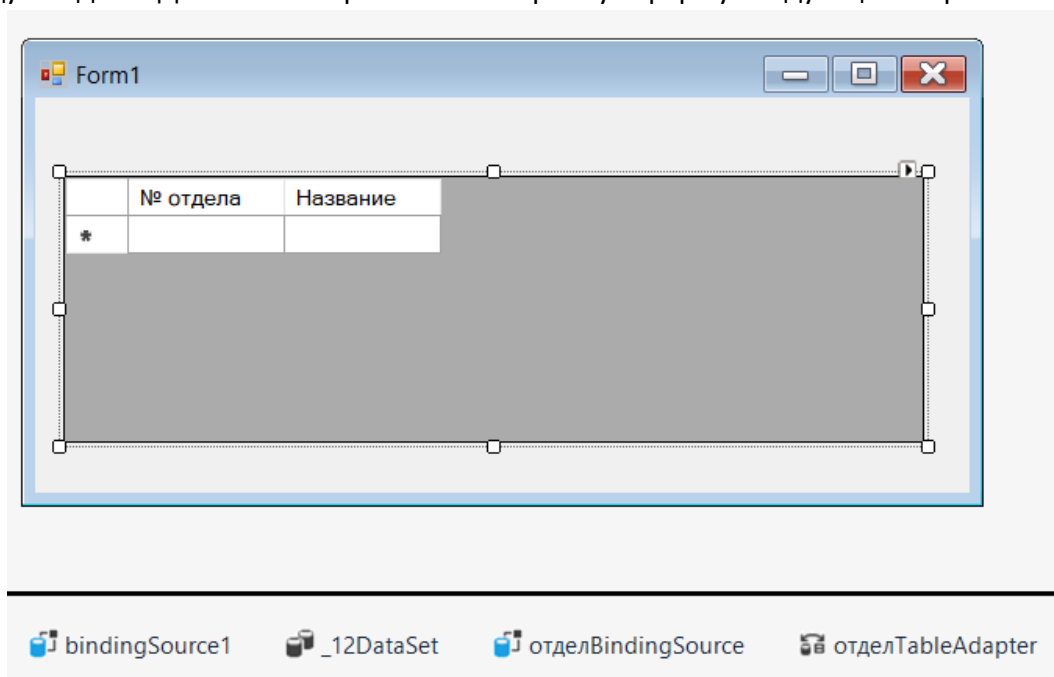 Form1
№ отдела Название
*
bindingSource1 _12DataSet отделBindingSource отделTableAdapter